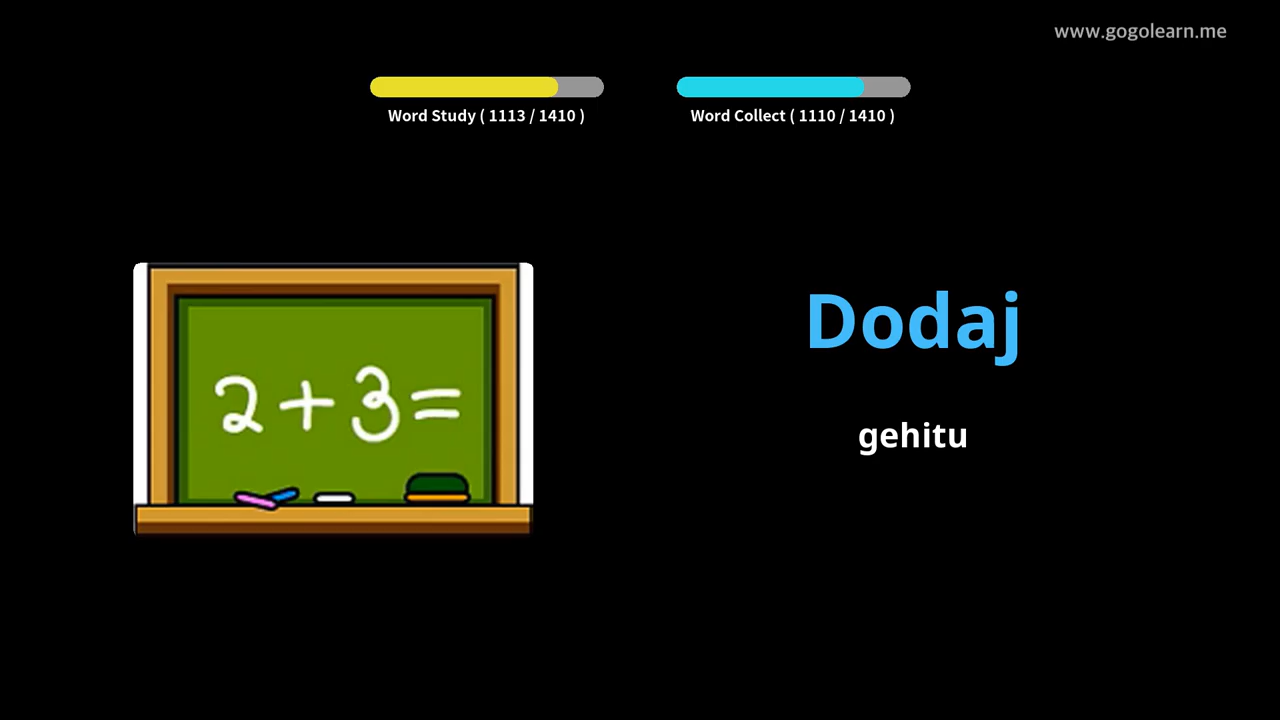 www.gogolearn.me
Word Study ( 1113 / 1410 )
Word Collect ( 1110 / 1410 )
2 + 3 =
Dodaj
gehitu